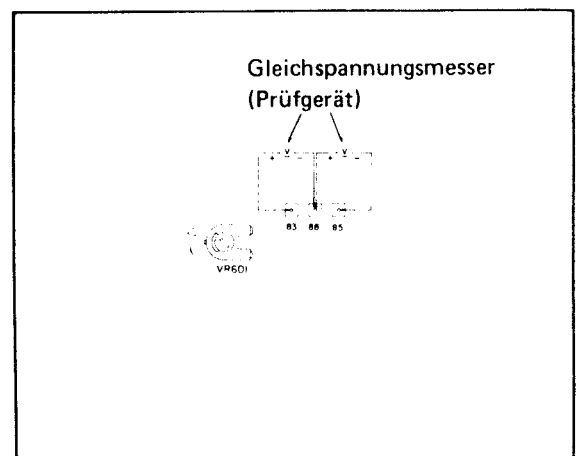 Gleichspannungsmesser
(Prüfgerät)
+ V - + V -
83 88 85
VR601